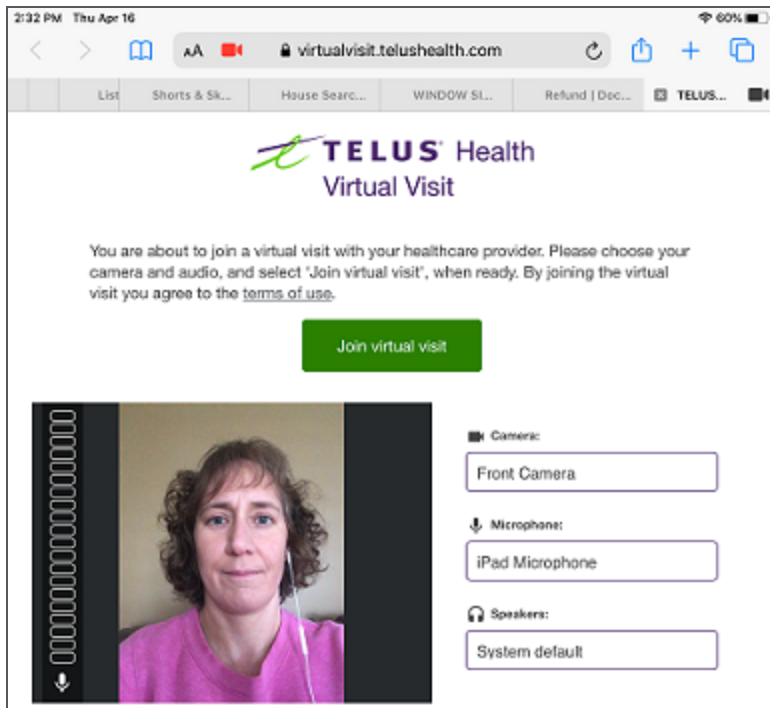 2:32 PM Thu Apr 16
60%
AA
virtualvisit.telushealth.com
List
Shorts & Sk...
House Searc...
WINDOW SI...
Refund | Doc...
TELUS...
TELUS Health
Virtual Visit
You are about to join a virtual visit with your healthcare provider. Please choose your
camera and audio, and select 'Join virtual visit', when ready. By joining the virtual
visit you agree to the terms of use.
Join virtual visit
Camera:
Front Camera
Microphone:
iPad Microphone
Speakers:
System default